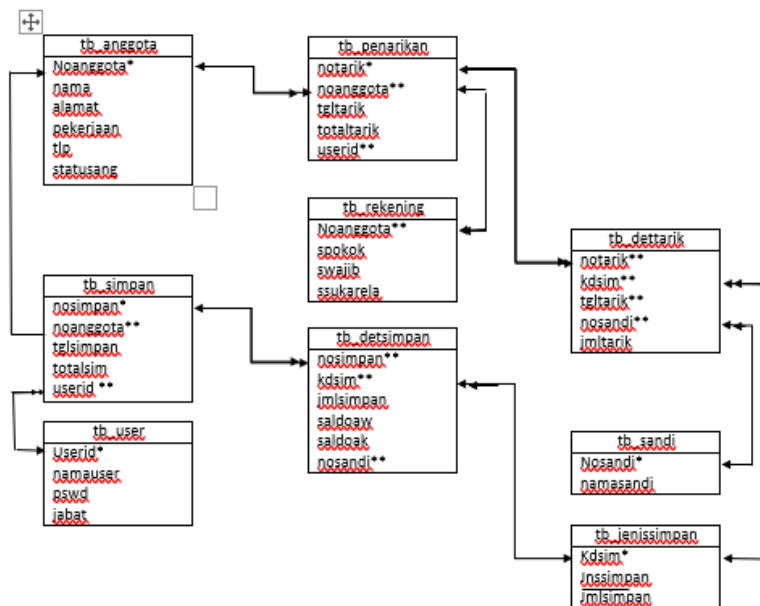 tb_anggota
Noanggota*
nama
alamat
pekerjaan
tlp
statusang
tb_penarikan
notarik*
noanggota**
tgltarik
totaltarik
userid**
tb_rekening
Noanggota**
spokok
swajib
ssukarela
tb_dettarik
notarik**
kdsim**
tgltarik**
nosandi**
jmltarik
tb_simpan
nosimpan*
noanggota**
tglsimpan
totalsim
userid **
tb_detsimpan
nosimpan**
kdsim**
jmlsimpan
saldoaw
saldoak
nosandi**
tb_user
Userid*
namauser
pswd
jabat
tb_sandi
Nosandi*
namasandi
tb_jenissimpan
Kdsim*
Jnssimpan
Jmlsimpan